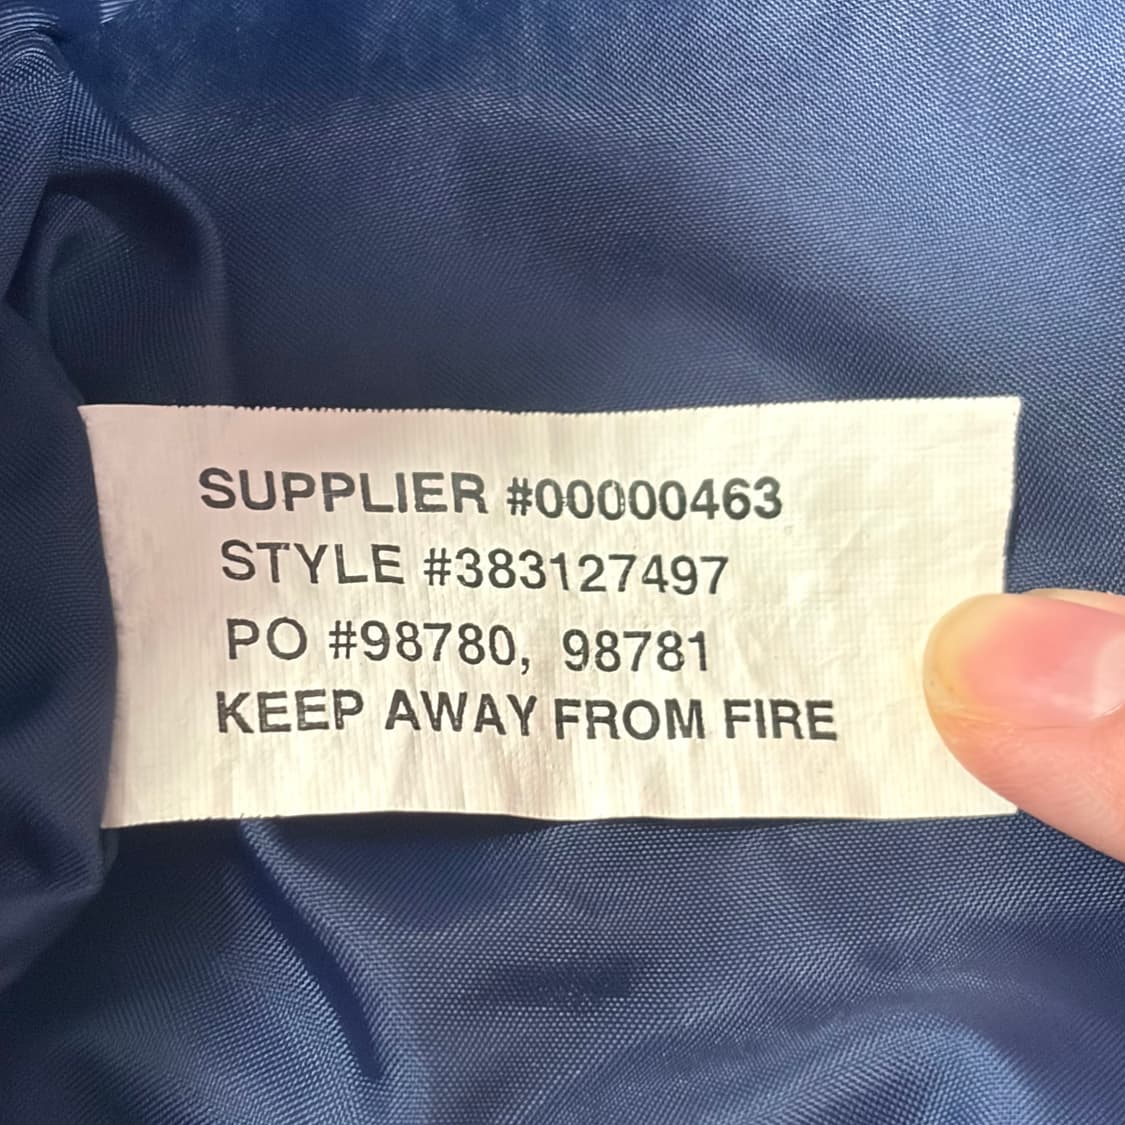 SUPPLIER #00000463
STYLE #383127497
PO #98780, 98781
KEEP AWAY FROM FIRE